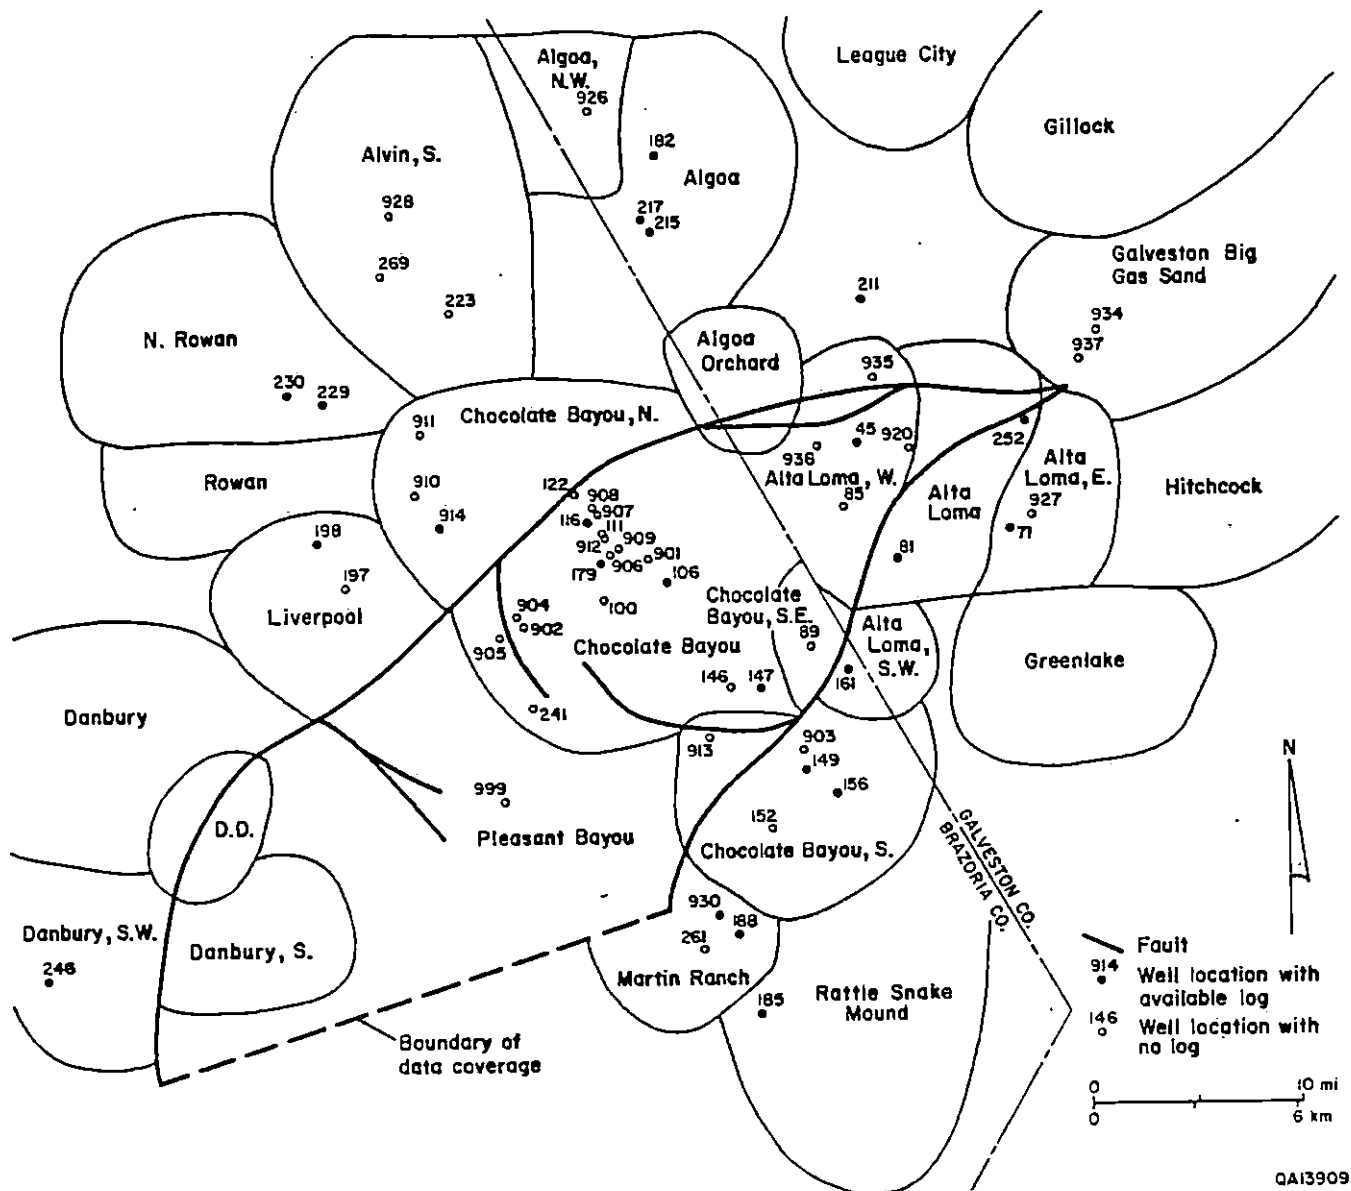 Algoa,
N.W.
926
League City
Gillock
182
Alvin, S.
Algoa
928
217
215
269
211
Galveston Big
Gas Sand
223
934
N. Rowan
Algoa
Orchard
937
935
230
229
911
Chocolate Bayou, N.
45
920
252
936
Alta
Loma, E.
Rowan
910
122
908
Alta Loma, W.
85
Alta
Loma
Hitchcock
907
116
111
927
198
914
912
909
901
71
81
197
179
906
106
Liverpool
904
100
Chocolate
Bayou, S.E.
902
89
Alta
Loma,
S.W.
905
Chocolate Bayou
Greenlake
146
147
161
Danbury
241
913
903
149
N
999
156
152
D.D.
Pleasant Bayou
Chocolate Bayou, S.
GALVESTON CO.
BRAZORIA CO.
Danbury, S.W.
246
Danbury, S.
930
188
261
Martin Ranch
185
Rattle Snake
Mound
Boundary of
data coverage
Fault
914
Well location with
available log
146
Well location with
no log
0 10 mi
0 6 km
QA13909